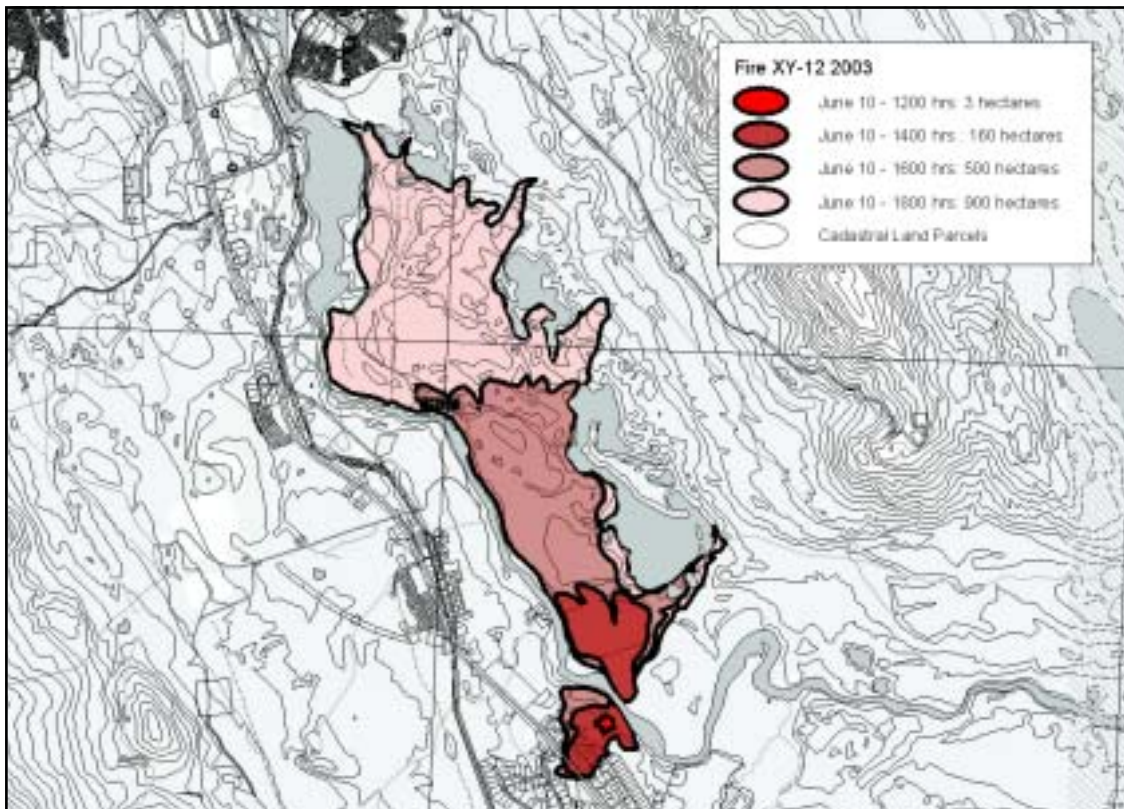 Fire XY-12 2003
June 10 - 1200 hrs: 3 hectares
June 10 - 1400 hrs : 160 hectares
June 10 - 1600 hrs: 500 hectares
June 10 - 1800 hrs: 900 hectares
Cadastral Land Parcels